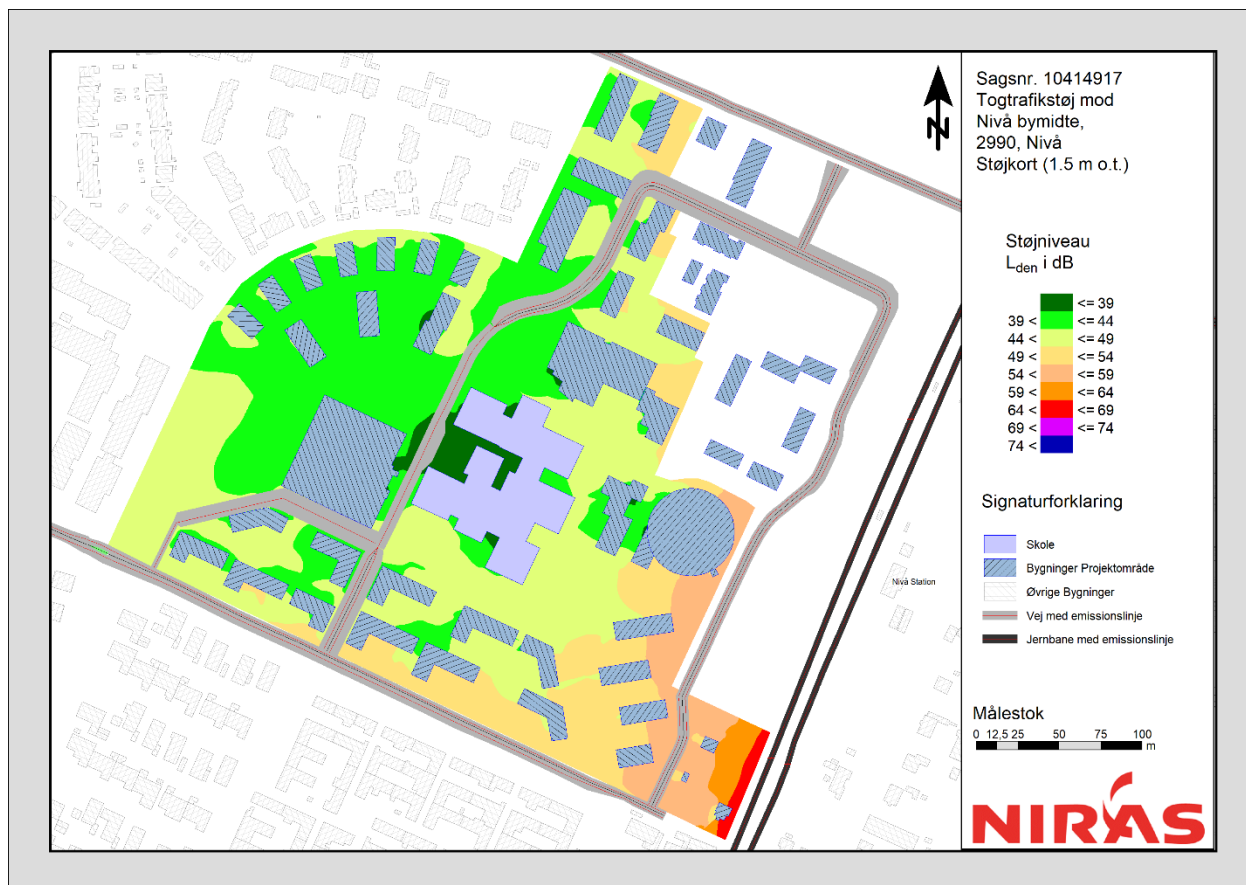 Sagsnr. 10414917
Togtrafikstøj mod
Nivå bymidte,
2990, Nivå
Støjkort (1.5 m o.t.)
N
Støjniveau
Lden i dB
<= 39
39 < <= 44
44 < <= 49
49 < <= 54
54 < <= 59
59 < <= 64
64 < <= 69
69 < <= 74
74 <
Signaturforklaring
Skole
Bygninger Projektområde
Øvrige Bygninger
Vej med emissionslinje
Jernbane med emissionslinje
Nivå Station
Målestok
0 12,5 25 50 75 100
m
NIRÁS